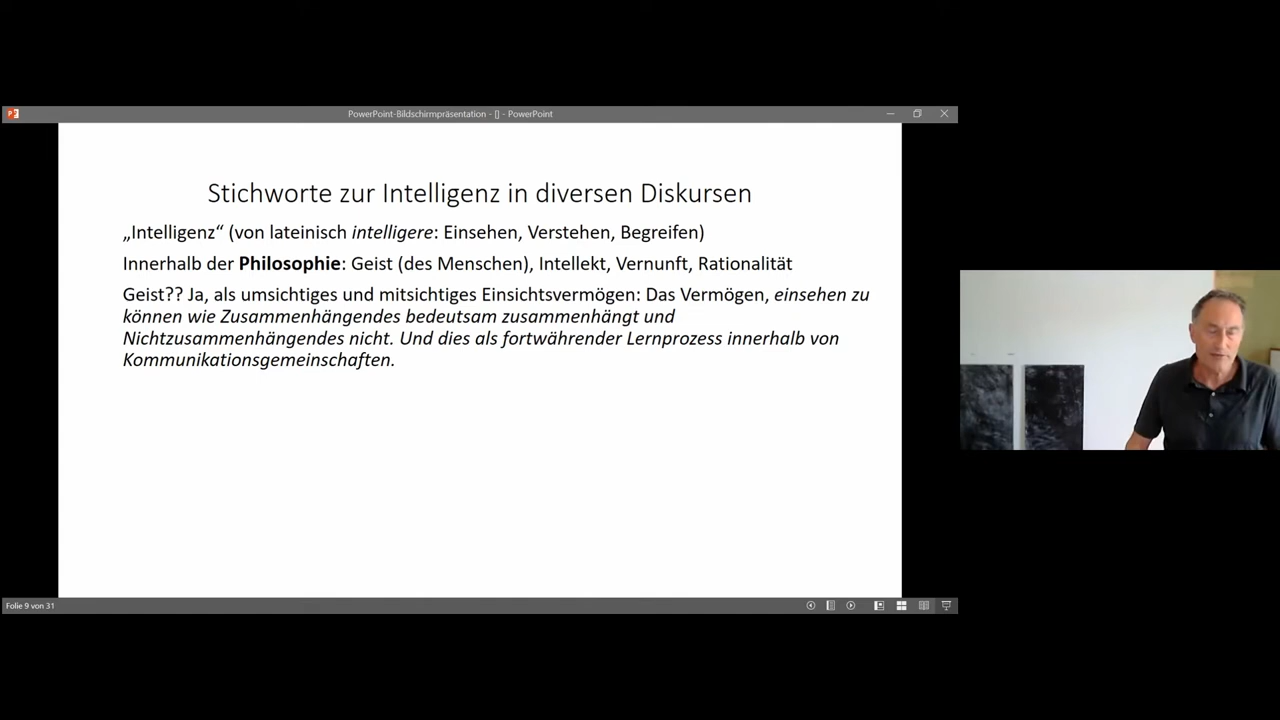 PowerPoint-Bildschirmpräsentation - [] - PowerPoint
Stichworte zur Intelligenz in diversen Diskursen
„Intelligenz“ (von lateinisch intelligere: Einsehen, Verstehen, Begreifen)
Innerhalb der Philosophie: Geist (des Menschen), Intellekt, Vernunft, Rationalität
Geist?? Ja, als umsichtiges und mitsichtiges Einsichtsvermögen: Das Vermögen, einsehen zu
können wie Zusammenhängendes bedeutsam zusammenhängt und
Nichtzusammenhängendes nicht. Und dies als fortwährender Lernprozess innerhalb von
Kommunikationsgemeinschaften.
Folie 9 von 31